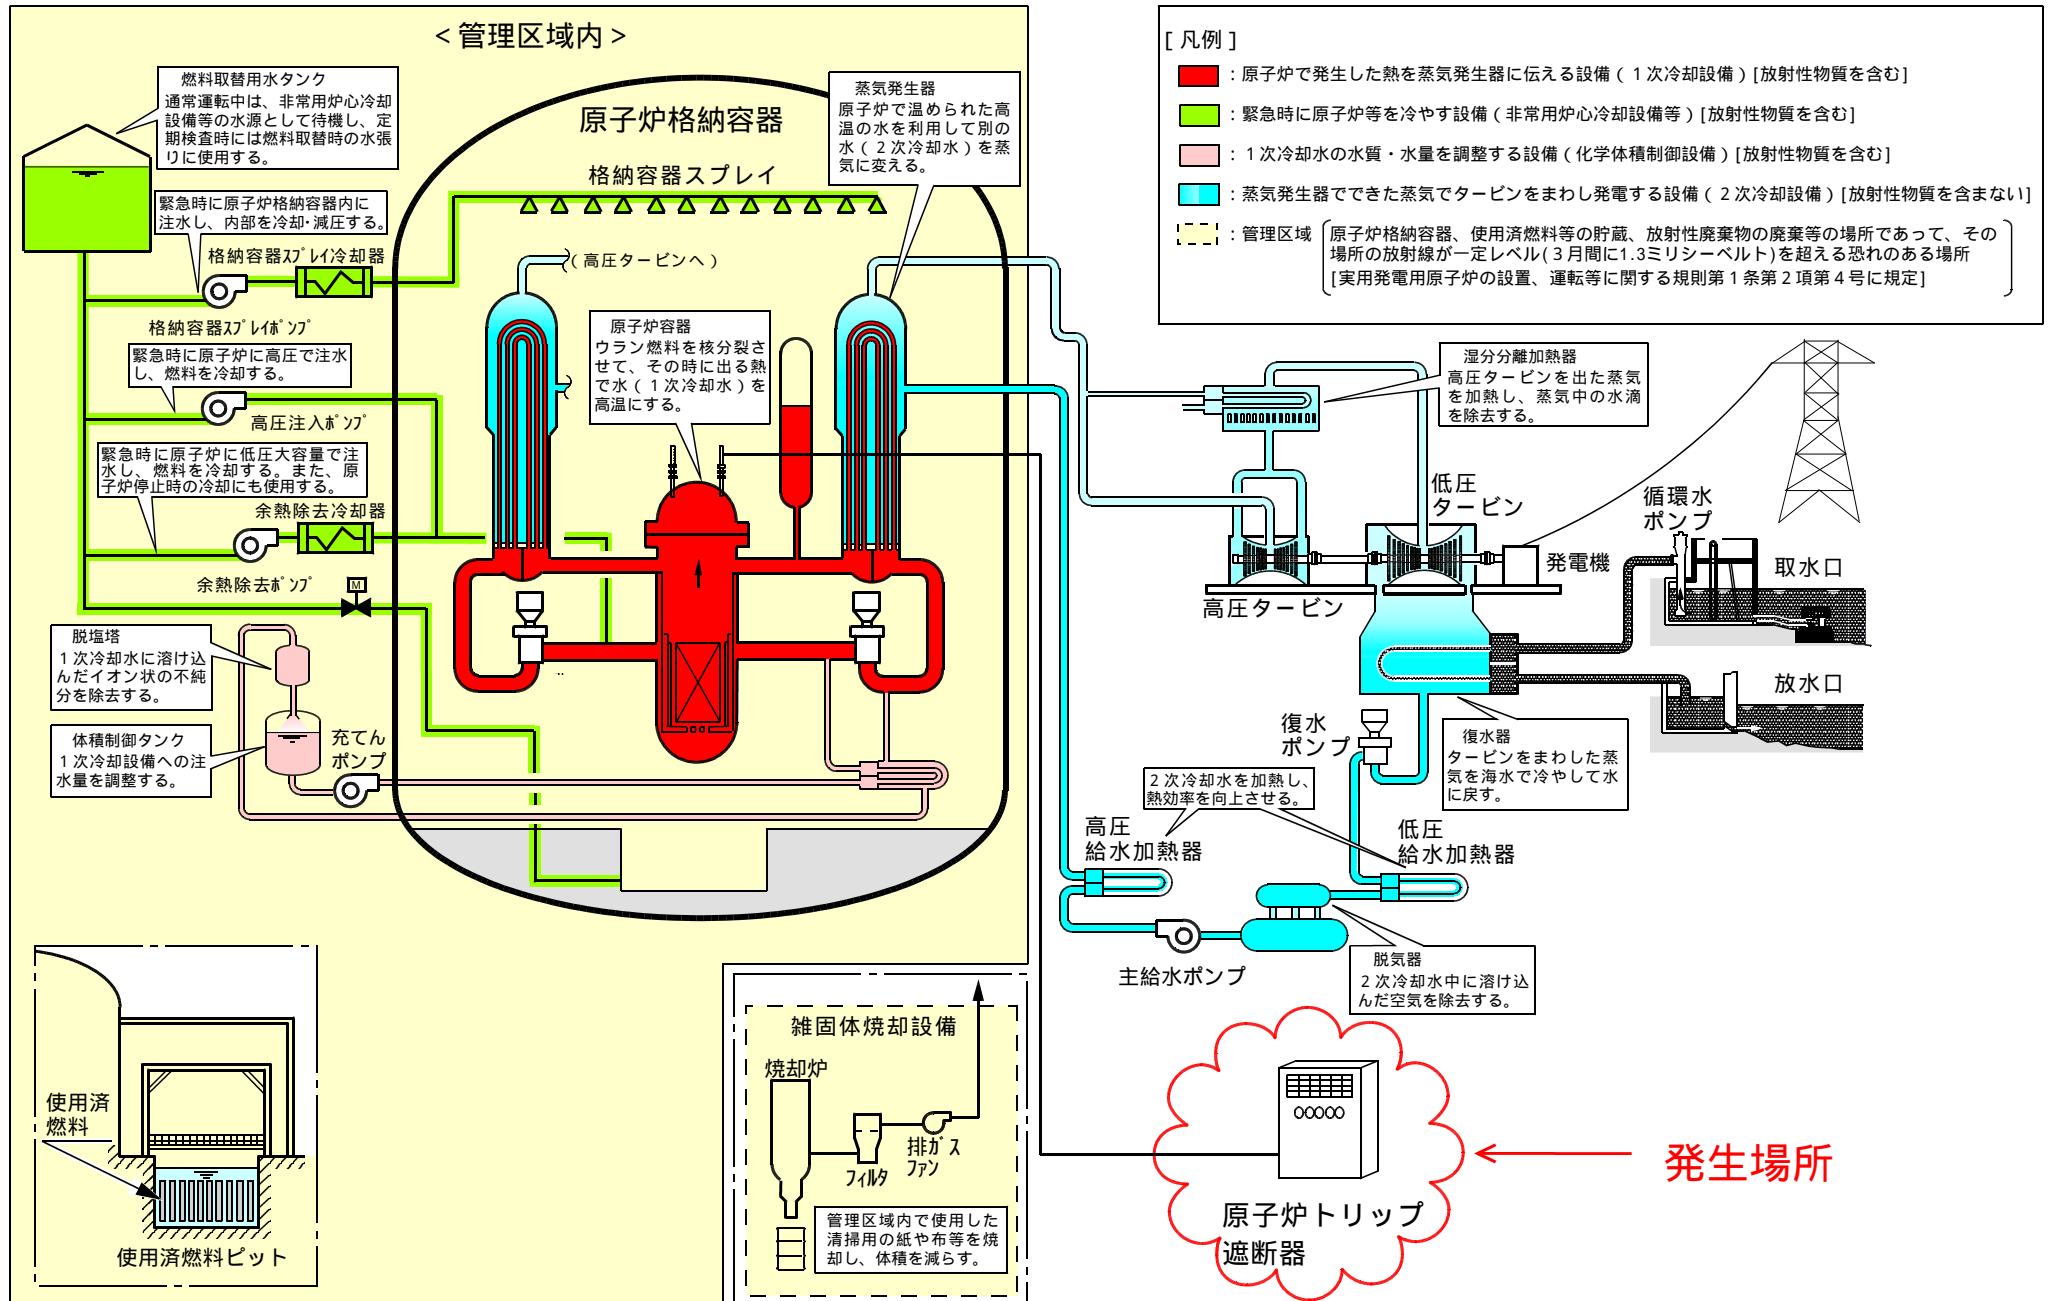 ＜管理区域内＞
燃料取替用水タンク
通常運転中は、非常用炉心冷却
設備等の水源として待機し、定
期検査時には燃料取替時の水張
りに使用する。
緊急時に原子炉格納容器内に
注水し、内部を冷却･減圧する。
格納容器ｽﾌﾟﾚｲ冷却器
格納容器ｽﾌﾟﾚｲﾎﾟﾝﾌﾟ
緊急時に原子炉に高圧で注水
し、燃料を冷却する。
高圧注入ﾎﾟﾝﾌﾟ
緊急時に原子炉に低圧大容量で注
水し、燃料を冷却する。また、原
子炉停止時の冷却にも使用する。
余熱除去冷却器
余熱除去ﾎﾟﾝﾌﾟ
M
脱塩塔
１次冷却水に溶け込
んだイオン状の不純
分を除去する。
体積制御タンク
１次冷却設備への注
水量を調整する。
充てん
ポンプ
原子炉格納容器
格納容器スプレイ
（高圧タービンへ）
蒸気発生器
原子炉で温められた高
温の水を利用して別の
水（２次冷却水）を蒸
気に変える。
原子炉容器
ウラン燃料を核分裂さ
せて、その時に出る熱
で水（１次冷却水）を
高温にする。
[ 凡例 ]
：原子炉で発生した熱を蒸気発生器に伝える設備（１次冷却設備）[放射性物質を含む]
：緊急時に原子炉等を冷やす設備（非常用炉心冷却設備等）[放射性物質を含む]
：１次冷却水の水質・水量を調整する設備（化学体積制御設備）[放射性物質を含む]
：蒸気発生器でできた蒸気でタービンをまわし発電する設備（２次冷却設備）[放射性物質を含まない]
：管理区域
原子炉格納容器、使用済燃料等の貯蔵、放射性廃棄物の廃棄等の場所であって、その
場所の放射線が一定レベル(３月間に1.3ミリシーベルト)を超える恐れのある場所
[実用発電用原子炉の設置、運転等に関する規則第１条第２項第４号に規定]
湿分分離加熱器
高圧タービンを出た蒸気
を加熱し、蒸気中の水滴
を除去する。
低圧
タービン
高圧タービン
発電機
循環水
ポンプ
取水口
放水口
復水
ポンプ
復水器
タービンをまわした蒸
気を海水で冷やして水
に戻す。
２次冷却水を加熱し、
熱効率を向上させる。
高圧
給水加熱器
低圧
給水加熱器
主給水ポンプ
脱気器
２次冷却水中に溶け込
んだ空気を除去する。
使用済
燃料
使用済燃料ピット
雑固体焼却設備
焼却炉
ﾌｨﾙﾀ
排ｶﾞｽ
ﾌｧﾝ
管理区域内で使用した
清掃用の紙や布等を焼
却し、体積を減らす。
原子炉トリップ
遮断器
発生場所